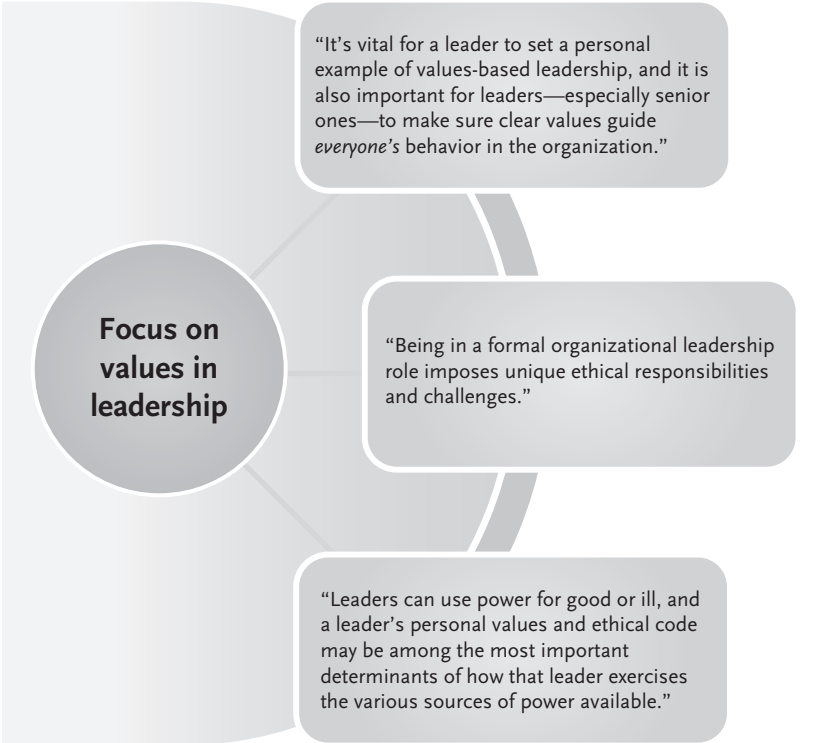 “It’s vital for a leader to set a personal
example of values-based leadership, and it is
also important for leaders—especially senior
ones—to make sure clear values guide
everyone’s behavior in the organization.”
Focus on
values in
leadership
“Being in a formal organizational leadership
role imposes unique ethical responsibilities
and challenges.”
“Leaders can use power for good or ill, and
a leader’s personal values and ethical code
may be among the most important
determinants of how that leader exercises
the various sources of power available.”